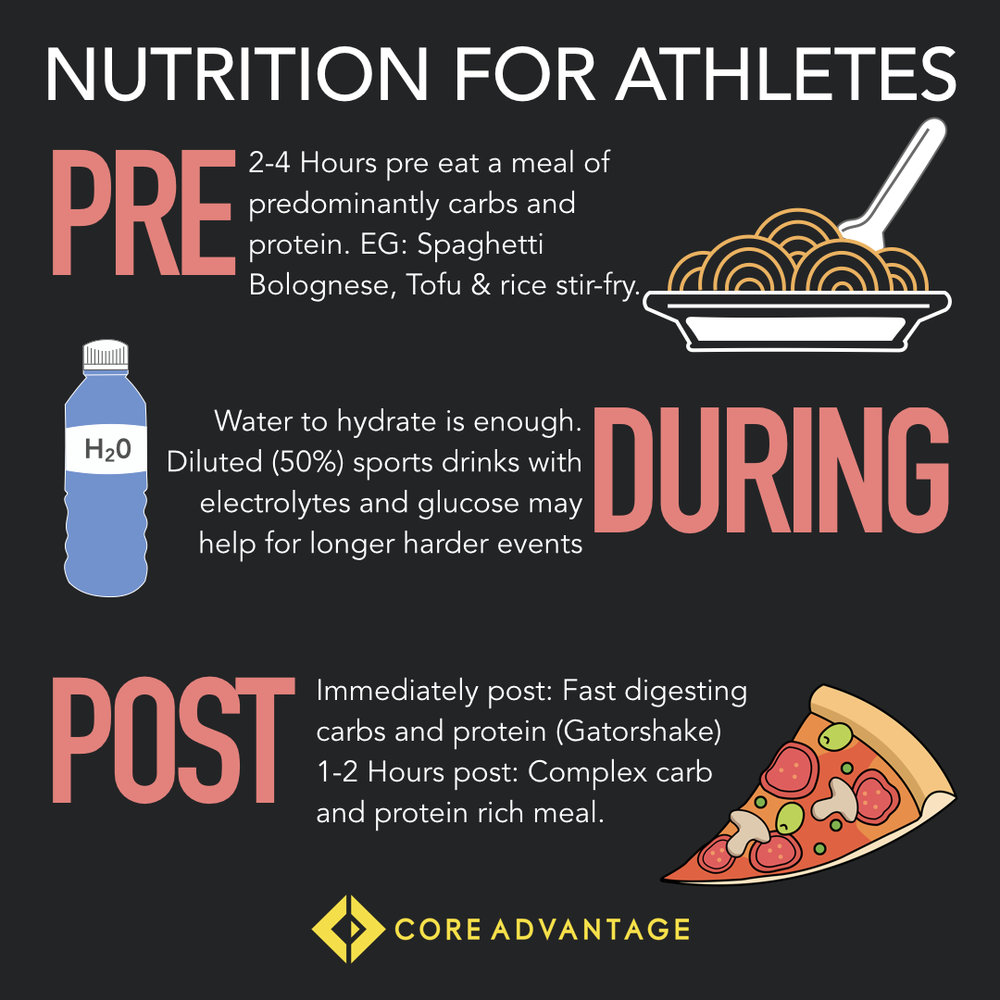 NUTRITION FOR ATHLETES
PRE
2-4 Hours pre eat a meal of
predominantly carbs and
protein. EG: Spaghetti
Bolognese, Tofu & rice stir-fry.
H₂0
Water to hydrate is enough.
Diluted (50%) sports drinks with
electrolytes and glucose may
help for longer harder events
DURING
POST
Immediately post: Fast digesting
carbs and protein (Gatorshake)
1-2 Hours post: Complex carb
and protein rich meal.
CORE ADVANTAGE